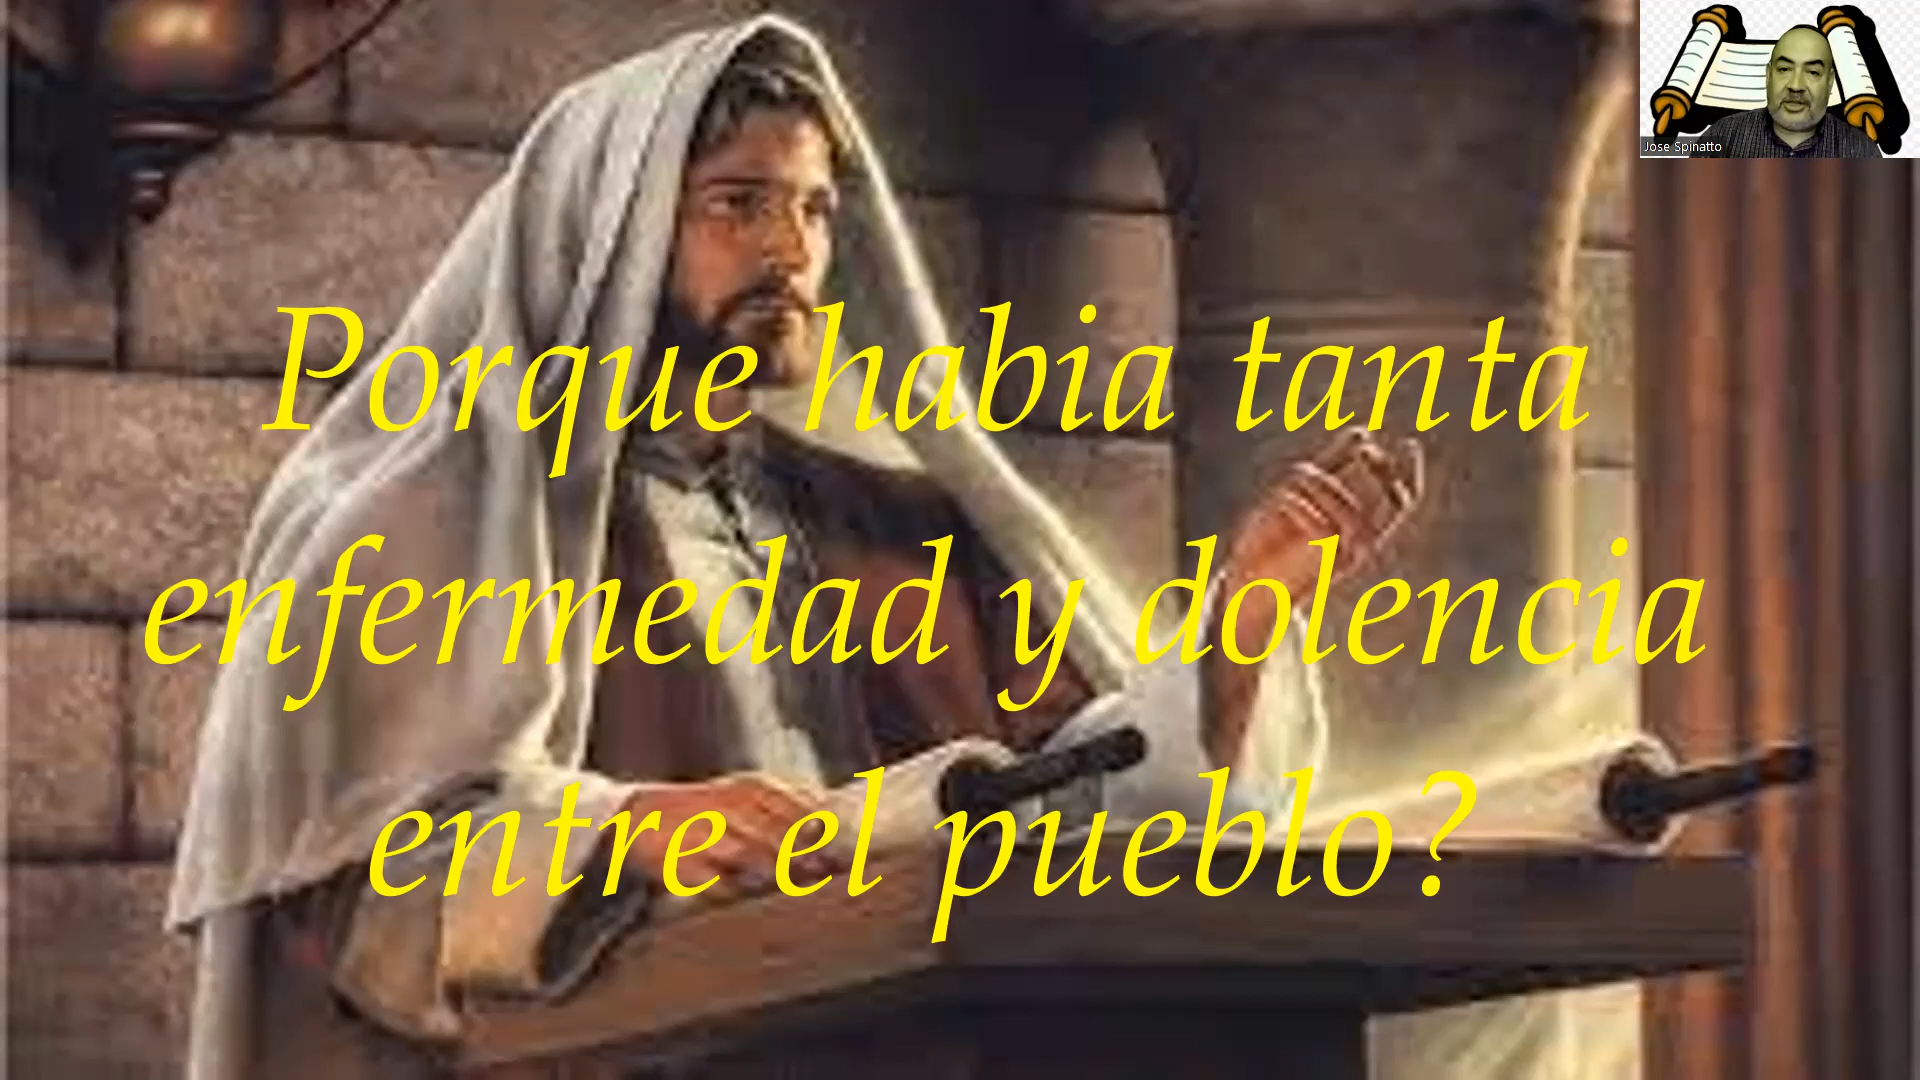 Jose Spinatto
Porque habia tanta
enfermedad y dolencia
entre el pueblo?